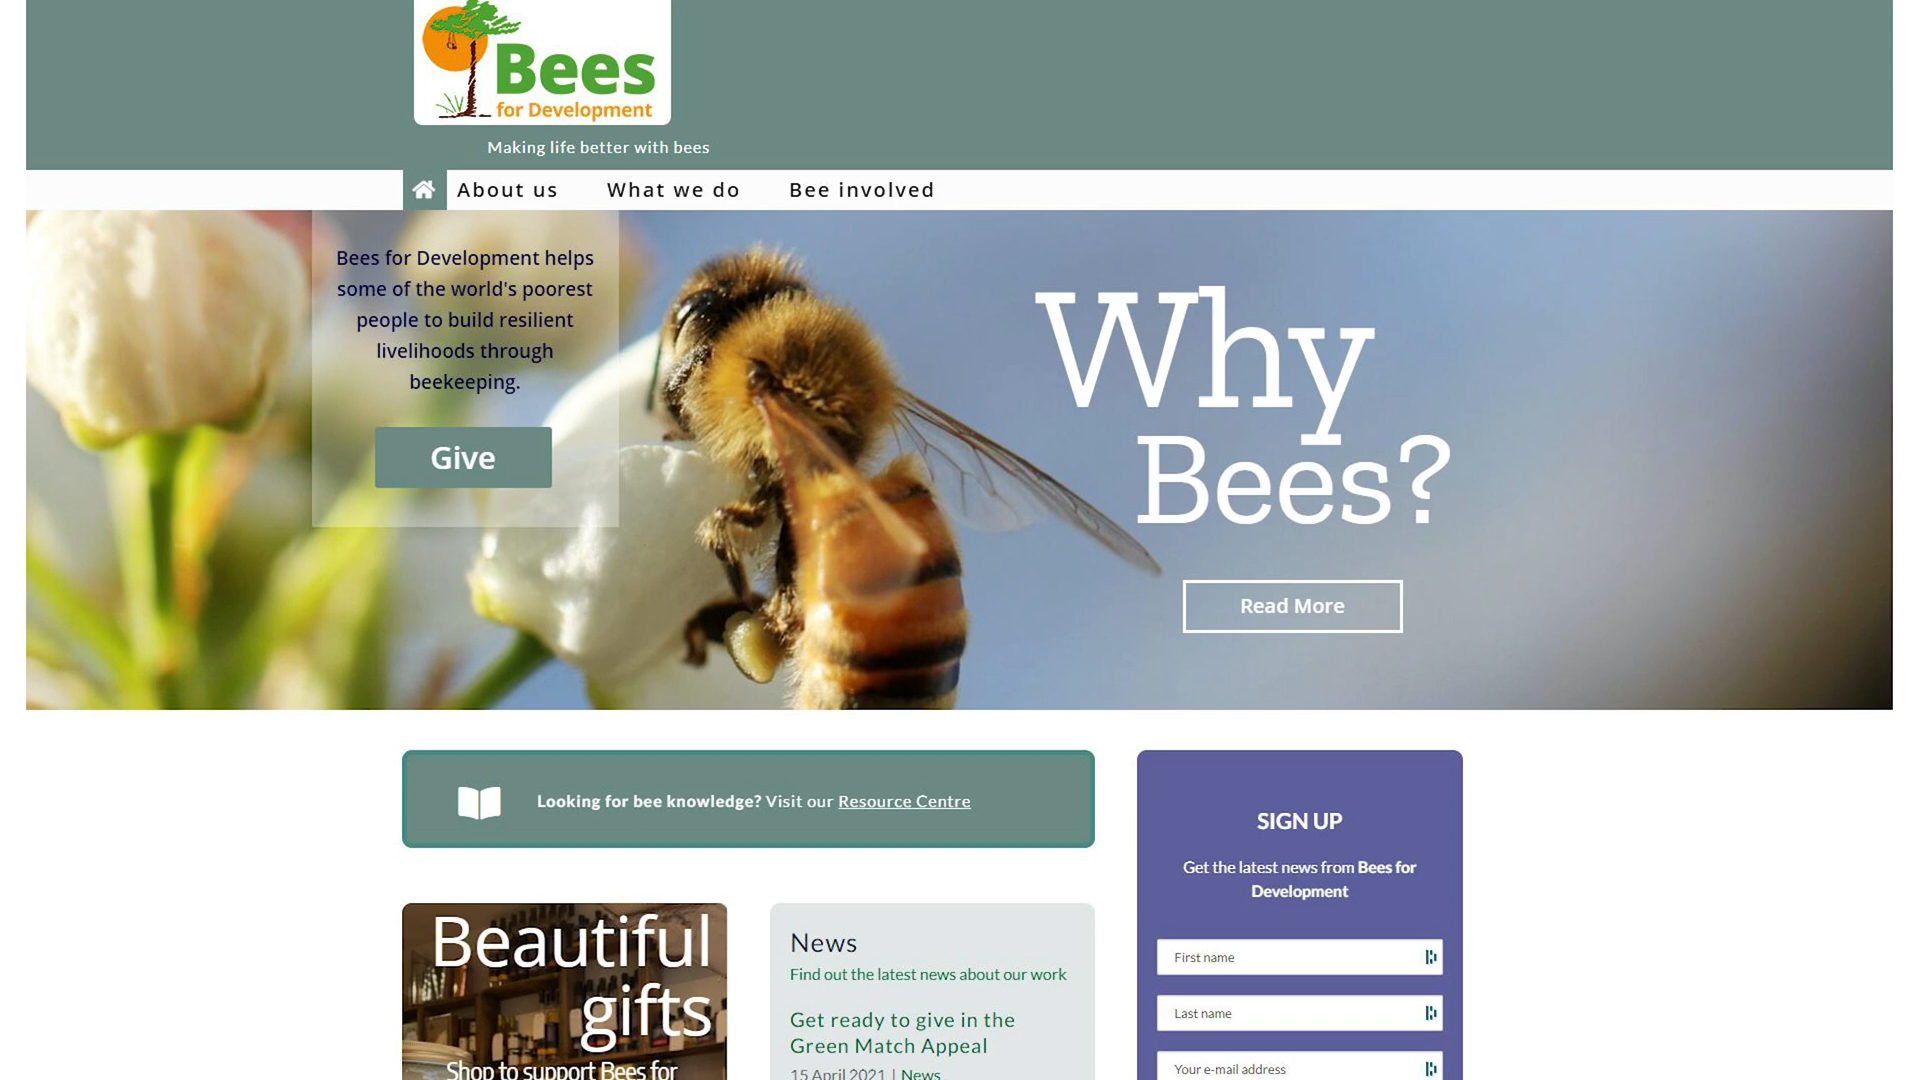 Bees
for Development
Making life better with bees
About us
What we do
Bee involved
Bees for Development helps
some of the world's poorest
people to build resilient
livelihoods through
beekeeping.
Give
Why
Bees?
Read More
Looking for bee knowledge? Visit our Resource Centre
Beautiful
gifts
Shop to support Bees for
News
Find out the latest news about our work
Get ready to give in the
Green Match Appeal
15 April 2021 | News
SIGN UP
Get the latest news from Bees for
Development
First name
Last name
Your e-mail address